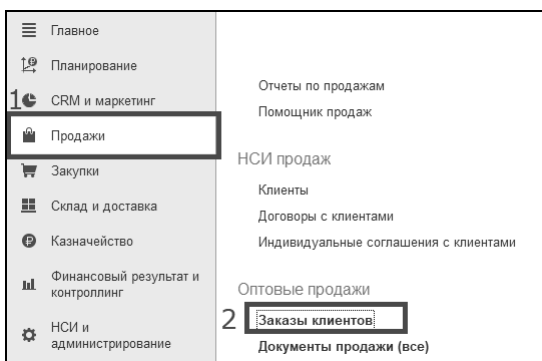 Главное
Планирование
1
CRM и маркетинг
Продажи
Закупки
Склад и доставка
Казначейство
Финансовый результат и
контроллинг
НСИ и
администрирование
Отчеты по продажам
Помощник продаж
НСИ продаж
Клиенты
Договоры с клиентами
Индивидуальные соглашения с клиентами
Оптовые продажи
2
Заказы клиентов
Документы продажи (все)